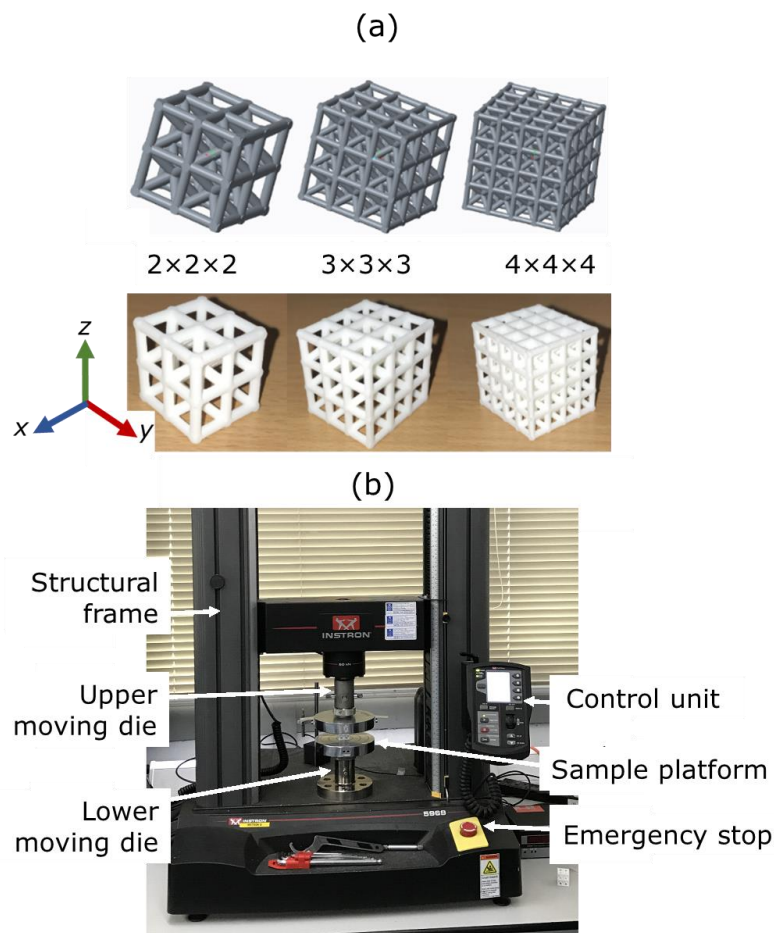 (a)
2×2×2
3×3×3
4×4×4
z
x
y
(b)
Structural
frame
INSTRON
Upper
moving die
Control unit
Sample platform
Lower
moving die
INSTRON
5969
Emergency stop